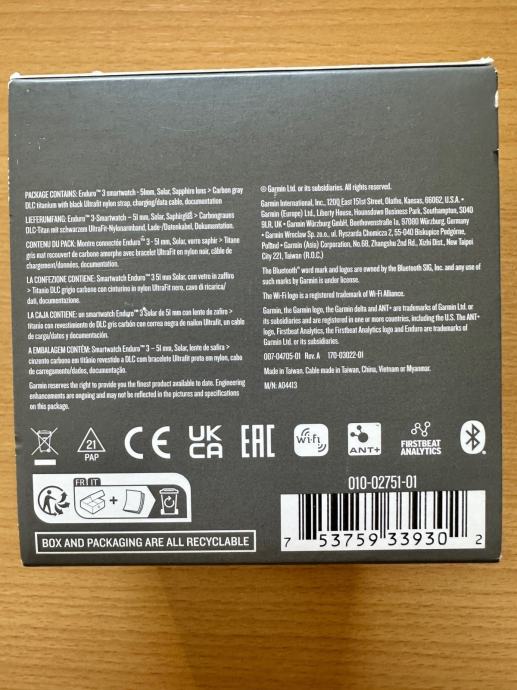 PACKAGE CONTAINS: Enduro™ 3 smartwatch - 51mm, Solar, Sapphire lens > Carbon gray
DLC titanium with black Ultrafit nylon strap, charging/data cable, documentation
LIEFERUMFANG: Enduro™ 3-Smartwatch – 51 mm, Solar, Saphirglas > Carbongraues
DLC-Titan mit schwarzem UltraFit-Nylonarmband, Lade-/Datenkabel, Dokumentation.
CONTENU DU PACK: Montre connectée Enduro™ 3 - 51 mm, Solar, verre saphir > Titane
gris mat recouvert de carbone amorphe avec bracelet UltraFit en nylon noir, câble de
chargement/données, documentation.
LA CONFEZIONE CONTIENE: Smartwatch Enduro™ 3 51 mm Solar, con vetro in zaffiro
> Titanio DLC grigio carbone con cinturino in nylon UltraFit nero, cavo di ricarica/
dati, documentazione.
LA CAJA CONTIENE: un smartwatch Enduro™ 3 Solar de 51 mm con lente de zafiro >
titanio con revestimiento de DLC gris carbón con correa negra de nailon Ultrafit, un cable
de carga/datos y documentación.
A EMBALAGEM CONTÉM: Smartwatch Enduro™ 3 – 51 mm, Solar, lente de safira >
cinzento carbono em titânio revestido a DLC com bracelete UltraFit preta em nylon, cabo
de carregamento/dados, documentação.
Garmin reserves the right to provide you the finest product available to date. Engineering
enhancements are ongoing and may not be reflected in the pictures and specifications
on this package.
© Garmin Ltd. or its subsidiaries. All rights reserved.
Garmin International, Inc., 1200 East 151st Street, Olathe, Kansas, 66062, U.S.A. •
Garmin (Europe) Ltd., Liberty House, Hounsdown Business Park, Southampton, SO40
9LR, UK • Garmin Würzburg GmbH, Beethovenstraße 1a, 97080 Würzburg, Germany
• Garmin Wroclaw Sp. z o.o., ul. Ryszarda Chomicza 2, 55-040 Biskupice Podgórne,
Poland • Garmin (Asia) Corporation, No.68, Zhangshu 2nd Rd., Xizhi Dist., New Taipei
City 221, Taiwan (R.O.C.)
The Bluetooth® word mark and logos are owned by the Bluetooth SIG, Inc. and any use of
such marks by Garmin is under license.
The Wi-Fi logo is a registered trademark of Wi-Fi Alliance.
Garmin, the Garmin logo, the Garmin delta and ANT+ are trademarks of Garmin Ltd. or
its subsidiaries and are registered in one or more countries, including the U.S. The ANT+
logo, Firstbeat Analytics, the Firstbeat Analytics logo and Enduro are trademarks of
Garmin Ltd. or its subsidiaries.
007-04705-01 Rev. A 170-03022-01
Made in Taiwan. Cable made in Taiwan, China, Vietnam or Myanmar.
M/N: A04413
21
PAP
CE
UK
CA
EAC
Wi-Fi
ANT+
FIRSTBEAT
ANALYTICS
FR IT
BOX AND PACKAGING ARE ALL RECYCLABLE
010-02751-01
7 53759 33930 2